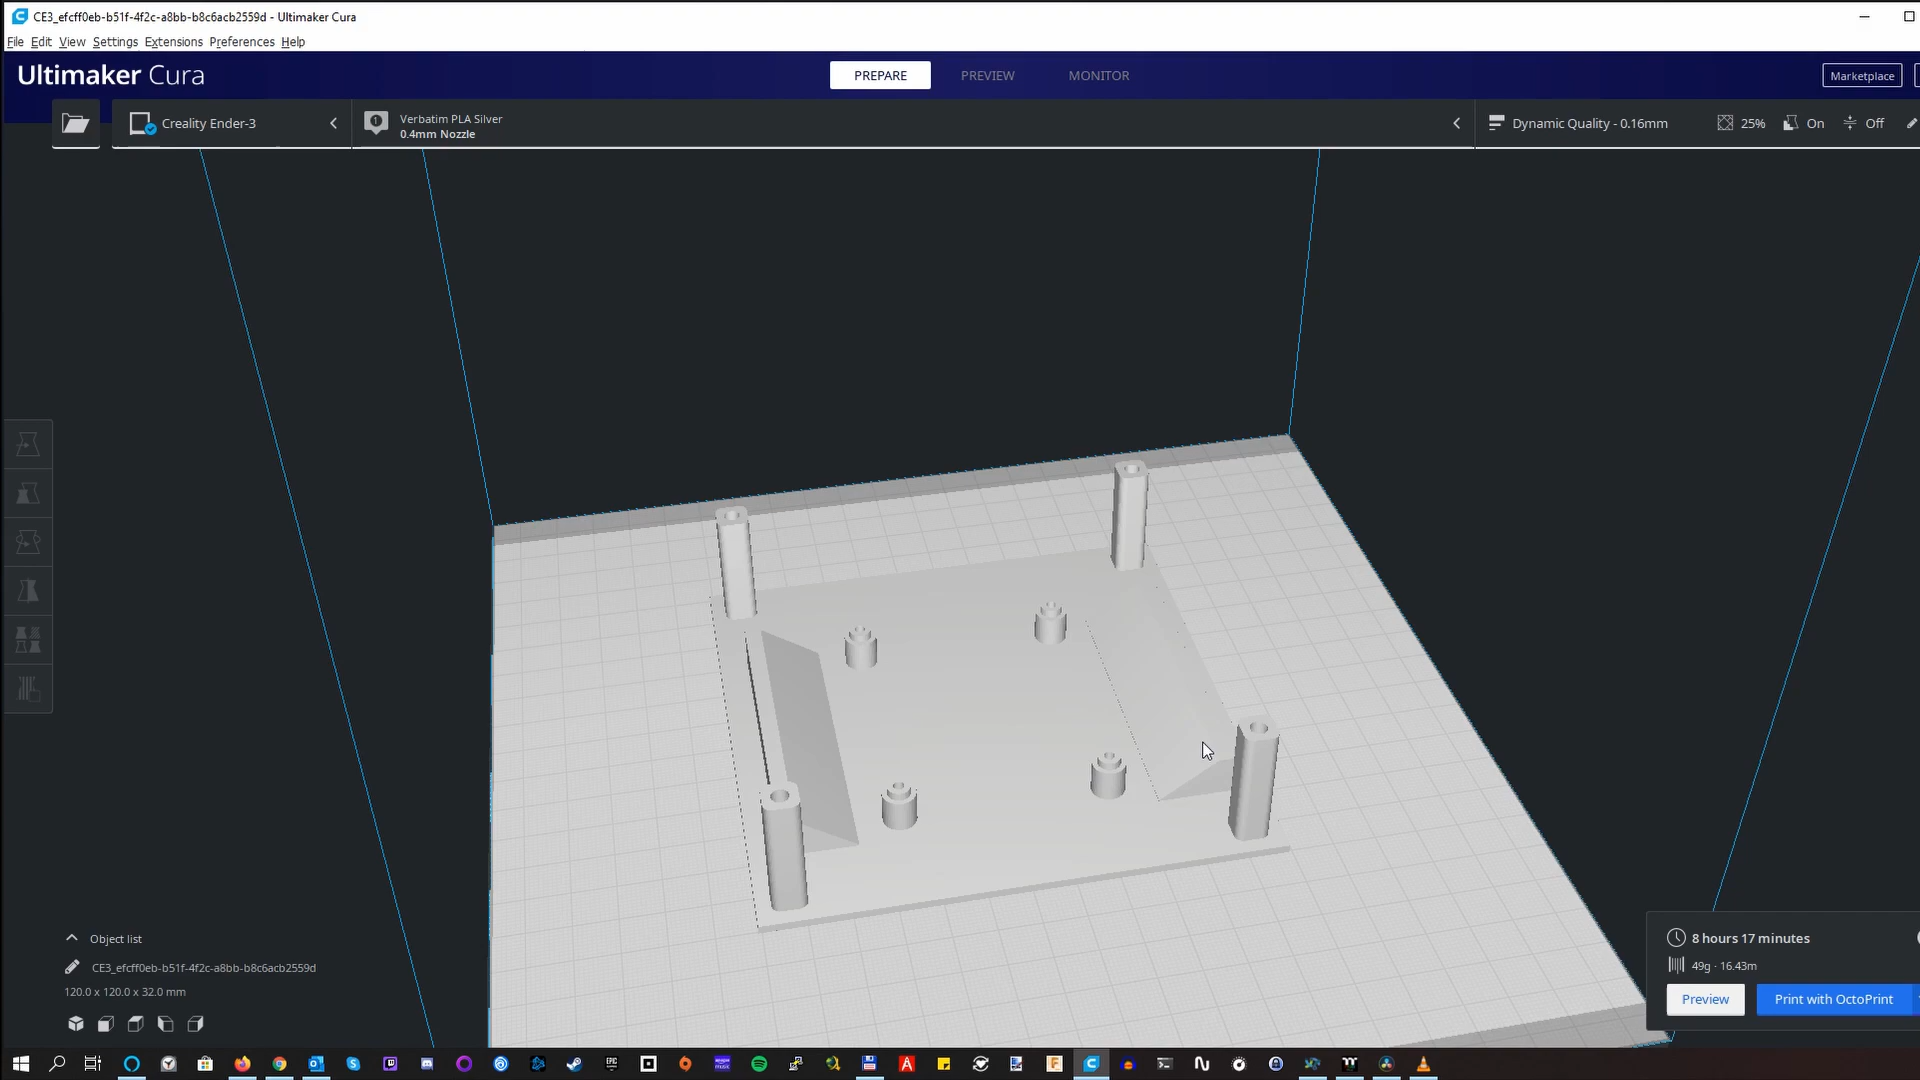 CE3_efcff0eb-b51f-4f2c-a8bb-b8c6acb2559d - Ultimaker Cura
File Edit View Settings Extensions Preferences Help
Ultimaker Cura
PREPARE
PREVIEW
MONITOR
Marketplace
Creality Ender-3
1
Verbatim PLA Silver
0.4mm Nozzle
Dynamic Quality - 0.16mm
25%
On
Off
Object list
CE3_efcff0eb-b51f-4f2c-a8bb-b8c6acb2559d
120.0 x 120.0 x 32.0 mm
8 hours 17 minutes
49g · 16.43m
Preview
Print with OctoPrint